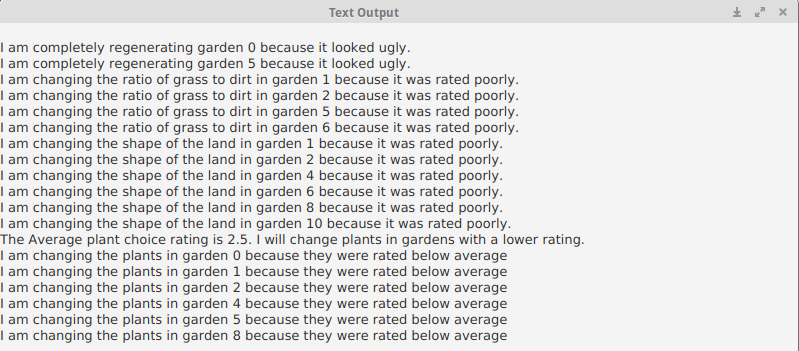 Text Output
I am completely regenerating garden 0 because it looked ugly.
I am completely regenerating garden 5 because it looked ugly.
I am changing the ratio of grass to dirt in garden 1 because it was rated poorly.
I am changing the ratio of grass to dirt in garden 2 because it was rated poorly.
I am changing the ratio of grass to dirt in garden 5 because it was rated poorly.
I am changing the ratio of grass to dirt in garden 6 because it was rated poorly.
I am changing the shape of the land in garden 1 because it was rated poorly.
I am changing the shape of the land in garden 2 because it was rated poorly.
I am changing the shape of the land in garden 4 because it was rated poorly.
I am changing the shape of the land in garden 6 because it was rated poorly.
I am changing the shape of the land in garden 8 because it was rated poorly.
I am changing the shape of the land in garden 10 because it was rated poorly.
The Average plant choice rating is 2.5. I will change plants in gardens with a lower rating.
I am changing the plants in garden 0 because they were rated below average
I am changing the plants in garden 1 because they were rated below average
I am changing the plants in garden 2 because they were rated below average
I am changing the plants in garden 4 because they were rated below average
I am changing the plants in garden 5 because they were rated below average
I am changing the plants in garden 8 because they were rated below average